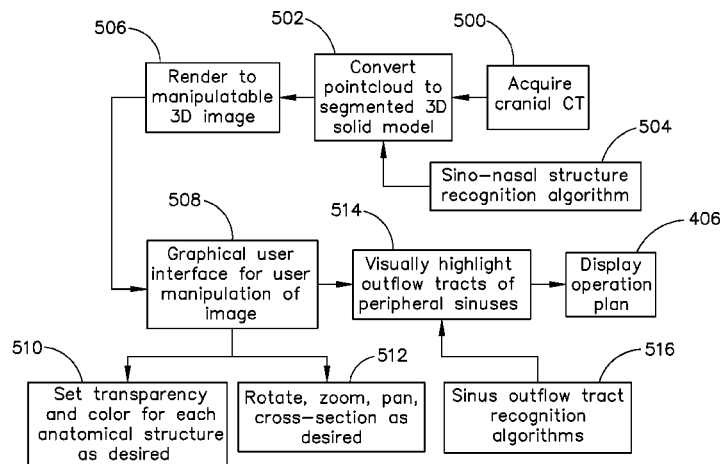 506
502
500
Render to
manipulatable
3D image
Convert
pointcloud to
segmented 3D
solid model
Acquire
cranial CT
504
Sino-nasal structure
recognition algorithm
508
514
406
Graphical user
interface for user
manipulation of
image
Visually highlight
outflow tracts of
peripheral sinuses
Display
operation
plan
510
512
516
Set transparency
and color for each
anatomical structure
as desired
Rotate, zoom, pan,
cross-section as
desired
Sinus outflow tract
recognition
algorithms